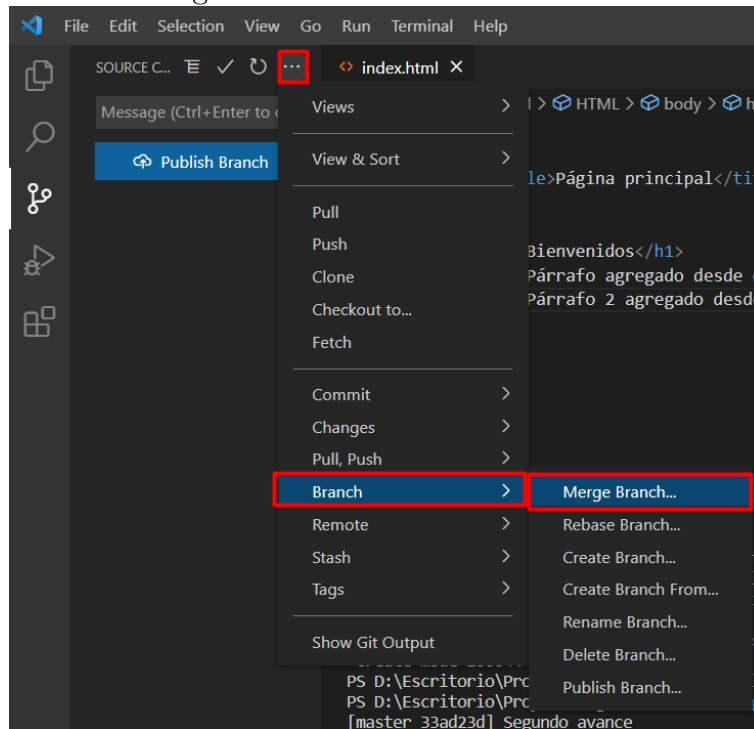 File Edit Selection View Go Run Terminal Help
SOURCE C... index.html
Message (Ctrl+Enter to
Publish Branch
Views
View & Sort
Pull
Push
Clone
Checkout to...
Fetch
Commit
Changes
Pull, Push
Branch
Remote
Stash
Tags
Show Git Output
Merge Branch...
Rebase Branch...
Create Branch...
Create Branch From...
Rename Branch...
Delete Branch...
Publish Branch...
> HTML > body >
le>Página principal</ti
Bienvenidos</h1>
Párrafo agregado desde
Párrafo 2 agregado desd
PS D:\Escritorio\Pro
PS D:\Escritorio\Pro
[master 33ad23d] Segundo avance